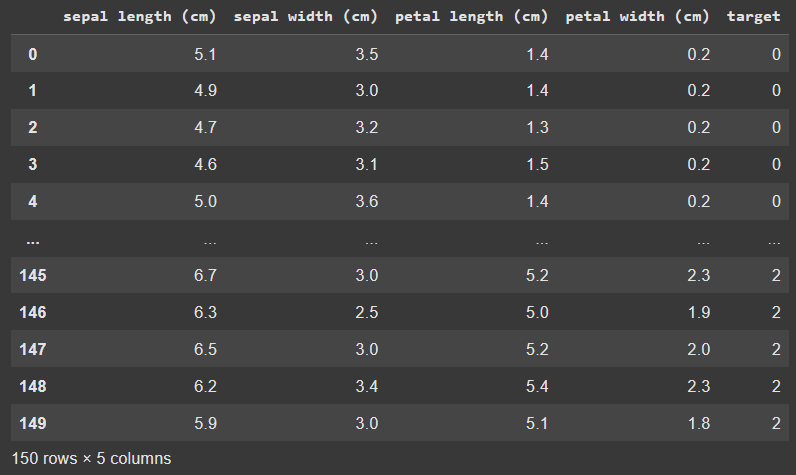 sepal length (cm) sepal width (cm) petal length (cm) petal width (cm) target
0 5.1 3.5 1.4 0.2 0
1 4.9 3.0 1.4 0.2 0
2 4.7 3.2 1.3 0.2 0
3 4.6 3.1 1.5 0.2 0
4 5.0 3.6 1.4 0.2 0
... ... ... ... ... ...
145 6.7 3.0 5.2 2.3 2
146 6.3 2.5 5.0 1.9 2
147 6.5 3.0 5.2 2.0 2
148 6.2 3.4 5.4 2.3 2
149 5.9 3.0 5.1 1.8 2
150 rows × 5 columns